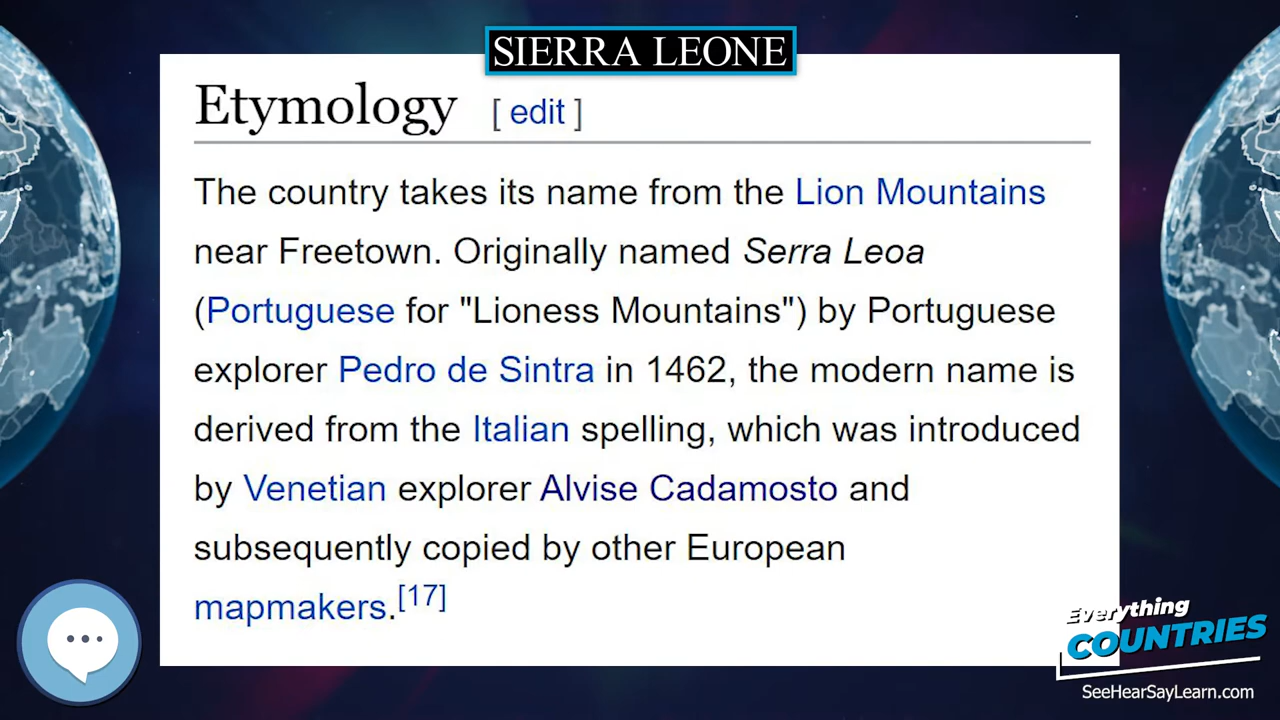 SIERRA LEONE
Etymology [ edit ]
The country takes its name from the Lion Mountains
near Freetown. Originally named Serra Leoa
(Portuguese for "Lioness Mountains") by Portuguese
explorer Pedro de Sintra in 1462, the modern name is
derived from the Italian spelling, which was introduced
by Venetian explorer Alvise Cadamosto and
subsequently copied by other European
mapmakers.[17]
Everything
COUNTRIES
SeeHearSayLearn.com